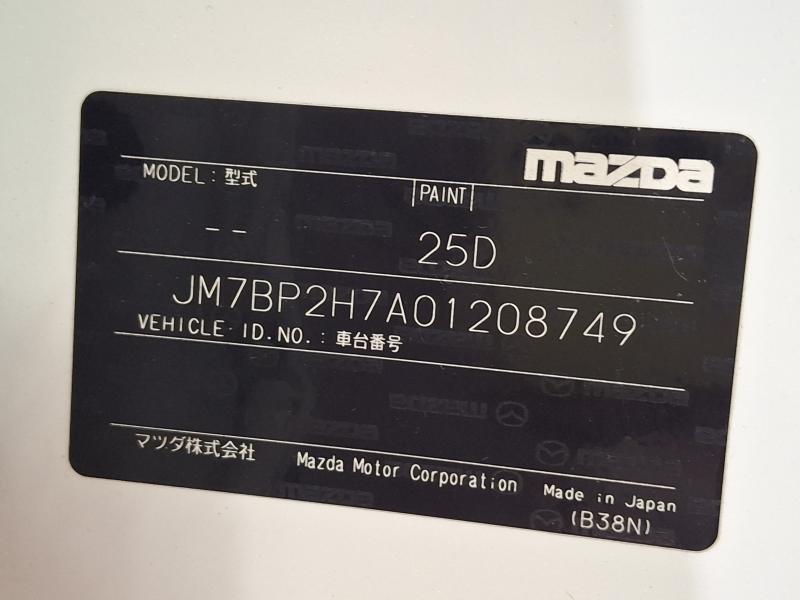 mazda
MODEL : 型式
PAINT
-- 25D
JM7BP2H7A01208749
VEHICLE ID.NO. : 車台番号
マツダ株式会社 Mazda Motor Corporation Made in Japan
(B38N)